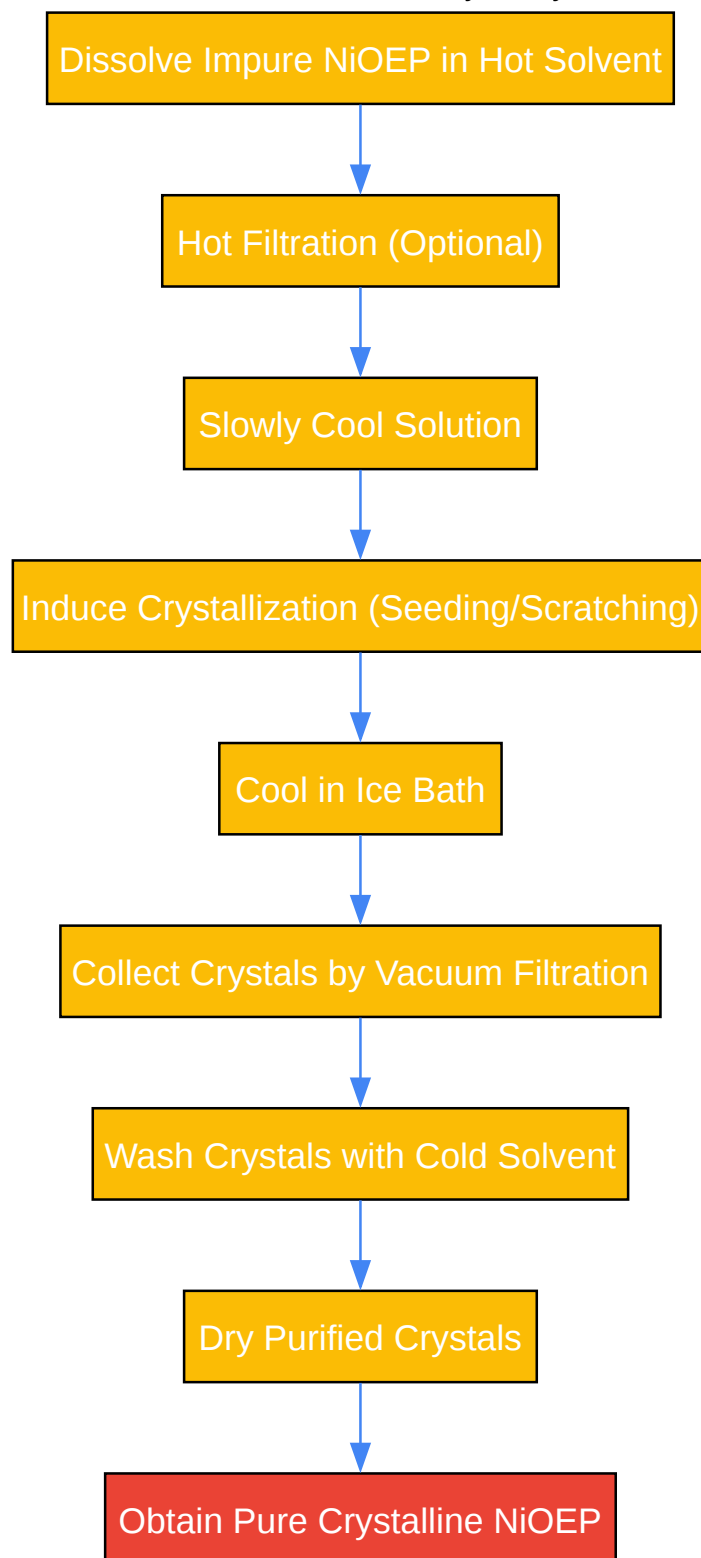 Dissolve Impure NiOEP in Hot Solvent
Hot Filtration (Optional)
Slowly Cool Solution
Induce Crystallization (Seeding/Scratching)
Cool in Ice Bath
Collect Crystals by Vacuum Filtration
Wash Crystals with Cold Solvent
Dry Purified Crystals
Obtain Pure Crystalline NiOEP